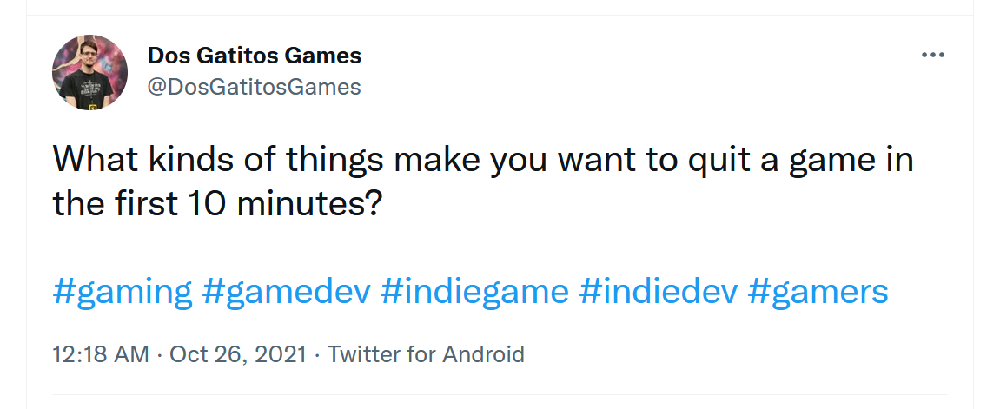 Dos Gatitos Games
@DosGatitosGames
What kinds of things make you want to quit a game in
the first 10 minutes?
#gaming #gamedev #indiegame #indiedev #gamers
12:18 AM · Oct 26, 2021 · Twitter for Android